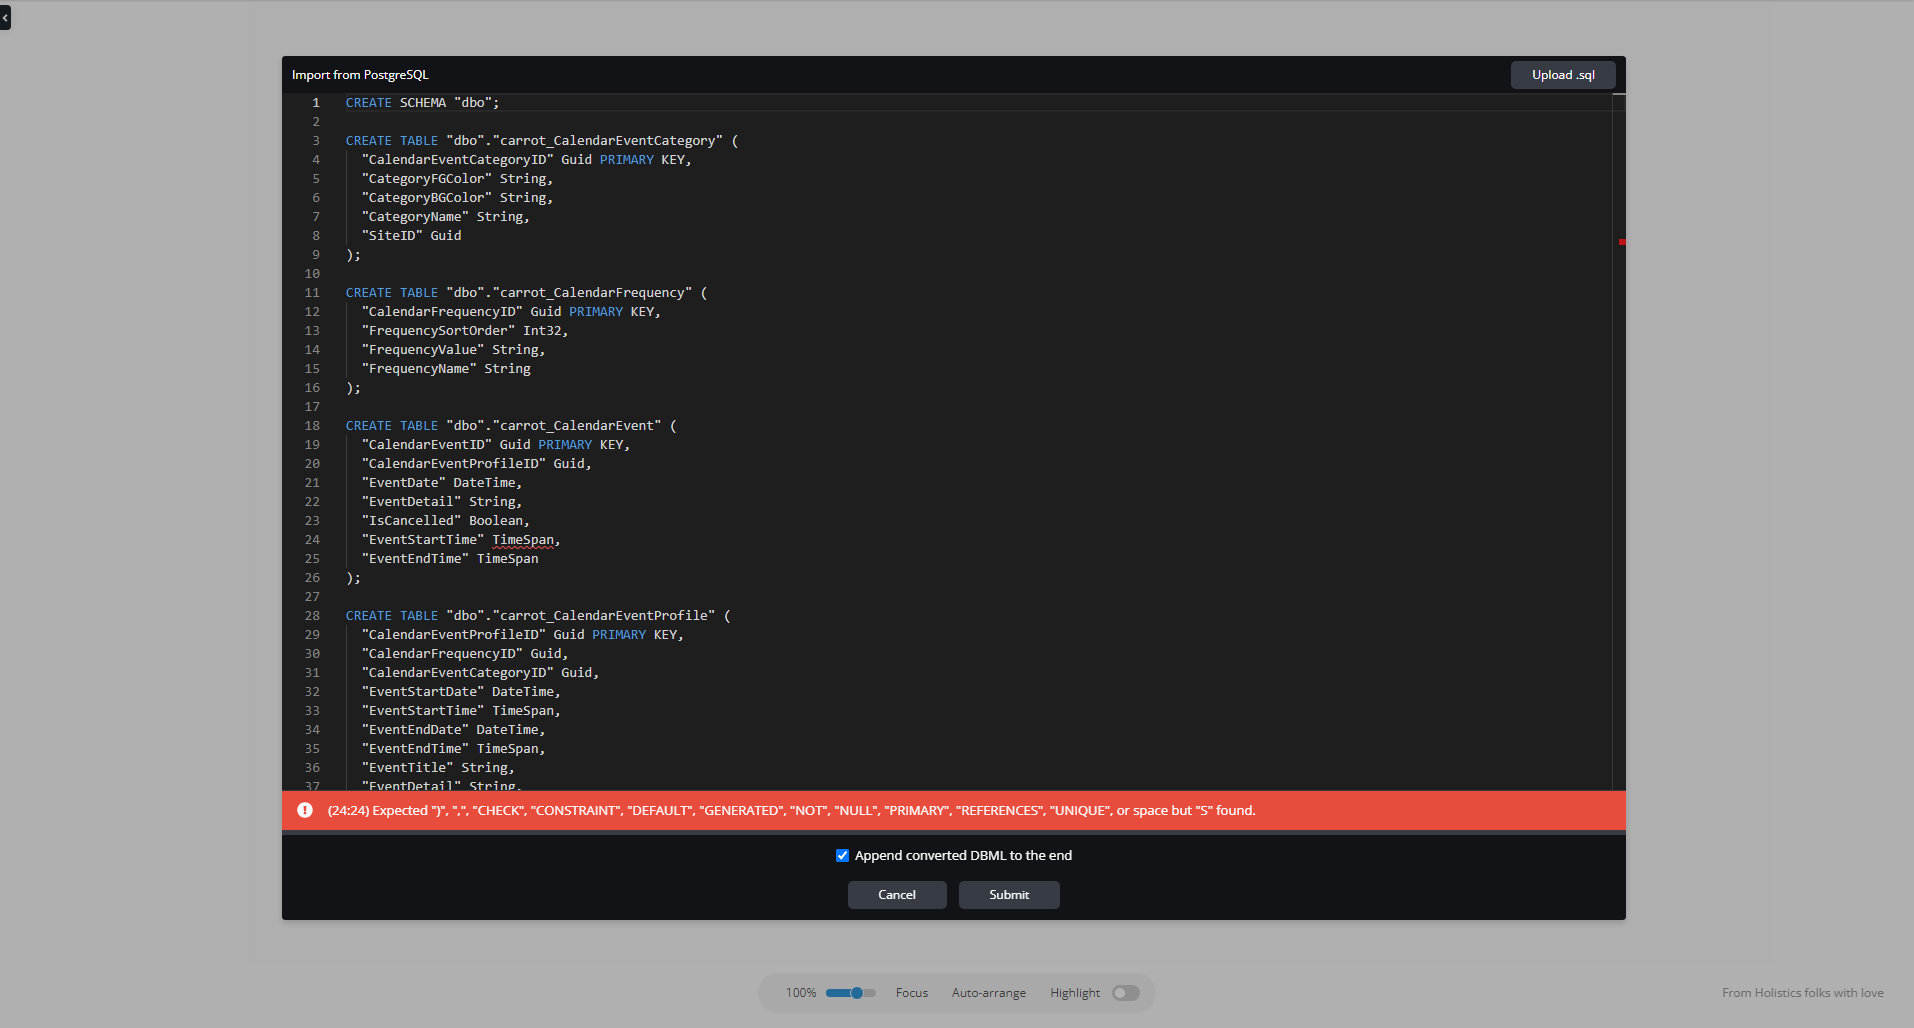 Import from PostgreSQL
Upload .sql
1 CREATE SCHEMA "dbo";
2
3 CREATE TABLE "dbo"."carrot_CalendarEventCategory" (
4 "CalendarEventCategoryID" Guid PRIMARY KEY,
5 "CategoryFGColor" String,
6 "CategoryBGColor" String,
7 "CategoryName" String,
8 "SiteID" Guid
9 );
10
11 CREATE TABLE "dbo"."carrot_CalendarFrequency" (
12 "CalendarFrequencyID" Guid PRIMARY KEY,
13 "FrequencySortOrder" Int32,
14 "FrequencyValue" String,
15 "FrequencyName" String
16 );
17
18 CREATE TABLE "dbo"."carrot_CalendarEvent" (
19 "CalendarEventID" Guid PRIMARY KEY,
20 "CalendarEventProfileID" Guid,
21 "EventDate" DateTime,
22 "EventDetail" String,
23 "IsCancelled" Boolean,
24 "EventStartTime" TimeSpan,
25 "EventEndTime" TimeSpan
26 );
27
28 CREATE TABLE "dbo"."carrot_CalendarEventProfile" (
29 "CalendarEventProfileID" Guid PRIMARY KEY,
30 "CalendarFrequencyID" Guid,
31 "CalendarEventCategoryID" Guid,
32 "EventStartDate" DateTime,
33 "EventStartTime" TimeSpan,
34 "EventEndDate" DateTime,
35 "EventEndTime" TimeSpan,
36 "EventTitle" String,
37 "EventDetail" String,
(24:24) Expected ")", ",", "CHECK", "CONSTRAINT", "DEFAULT", "GENERATED", "NOT", "NULL", "PRIMARY", "REFERENCES", "UNIQUE", or space but "S" found.
Append converted DBML to the end
Cancel
Submit
100% Focus Auto-arrange Highlight
From Holistics folks with love